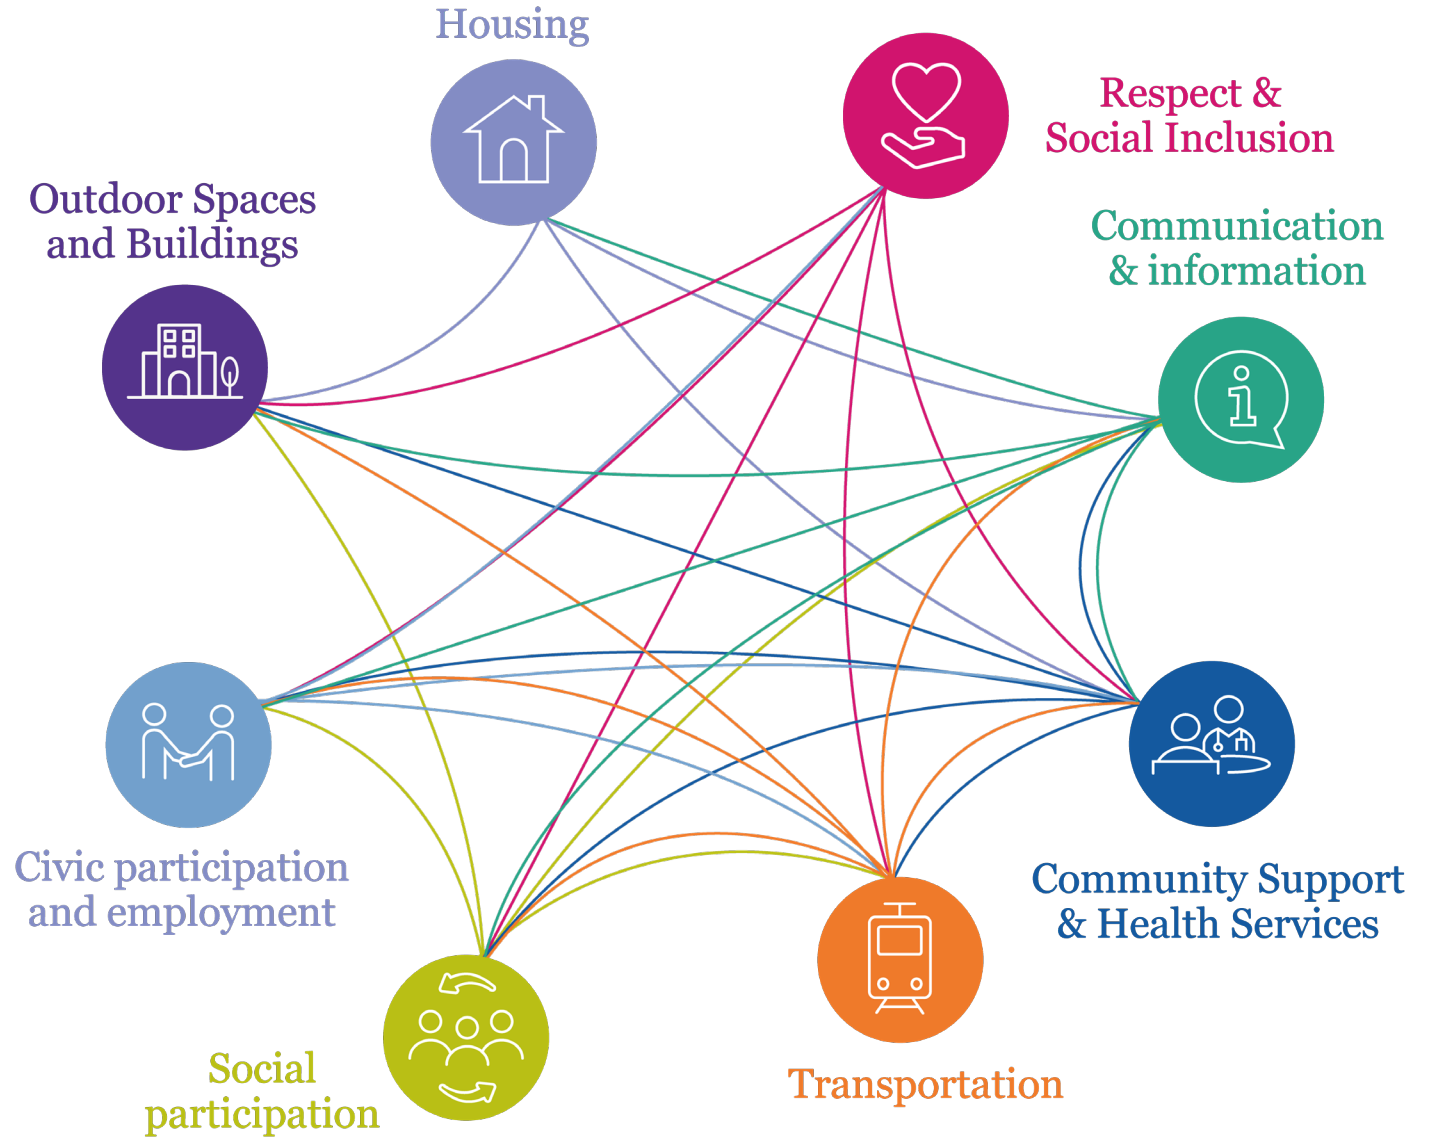 Housing
Respect &
Social Inclusion
Outdoor Spaces
and Buildings
Communication
& information
Civic participation
and employment
Community Support
& Health Services
Social
participation
Transportation